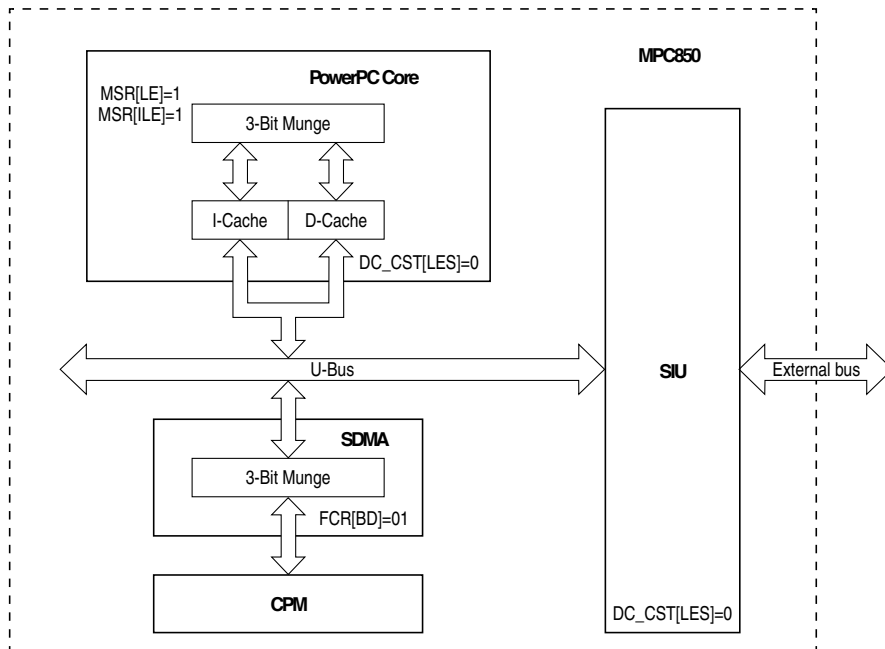 MPC850
PowerPC Core
MSR[LE]=1
MSR[ILE]=1
3-Bit Munge
I-Cache
D-Cache
DC_CST[LES]=0
U-Bus
SIU
External bus
SDMA
3-Bit Munge
FCR[BD]=01
CPM
DC_CST[LES]=0